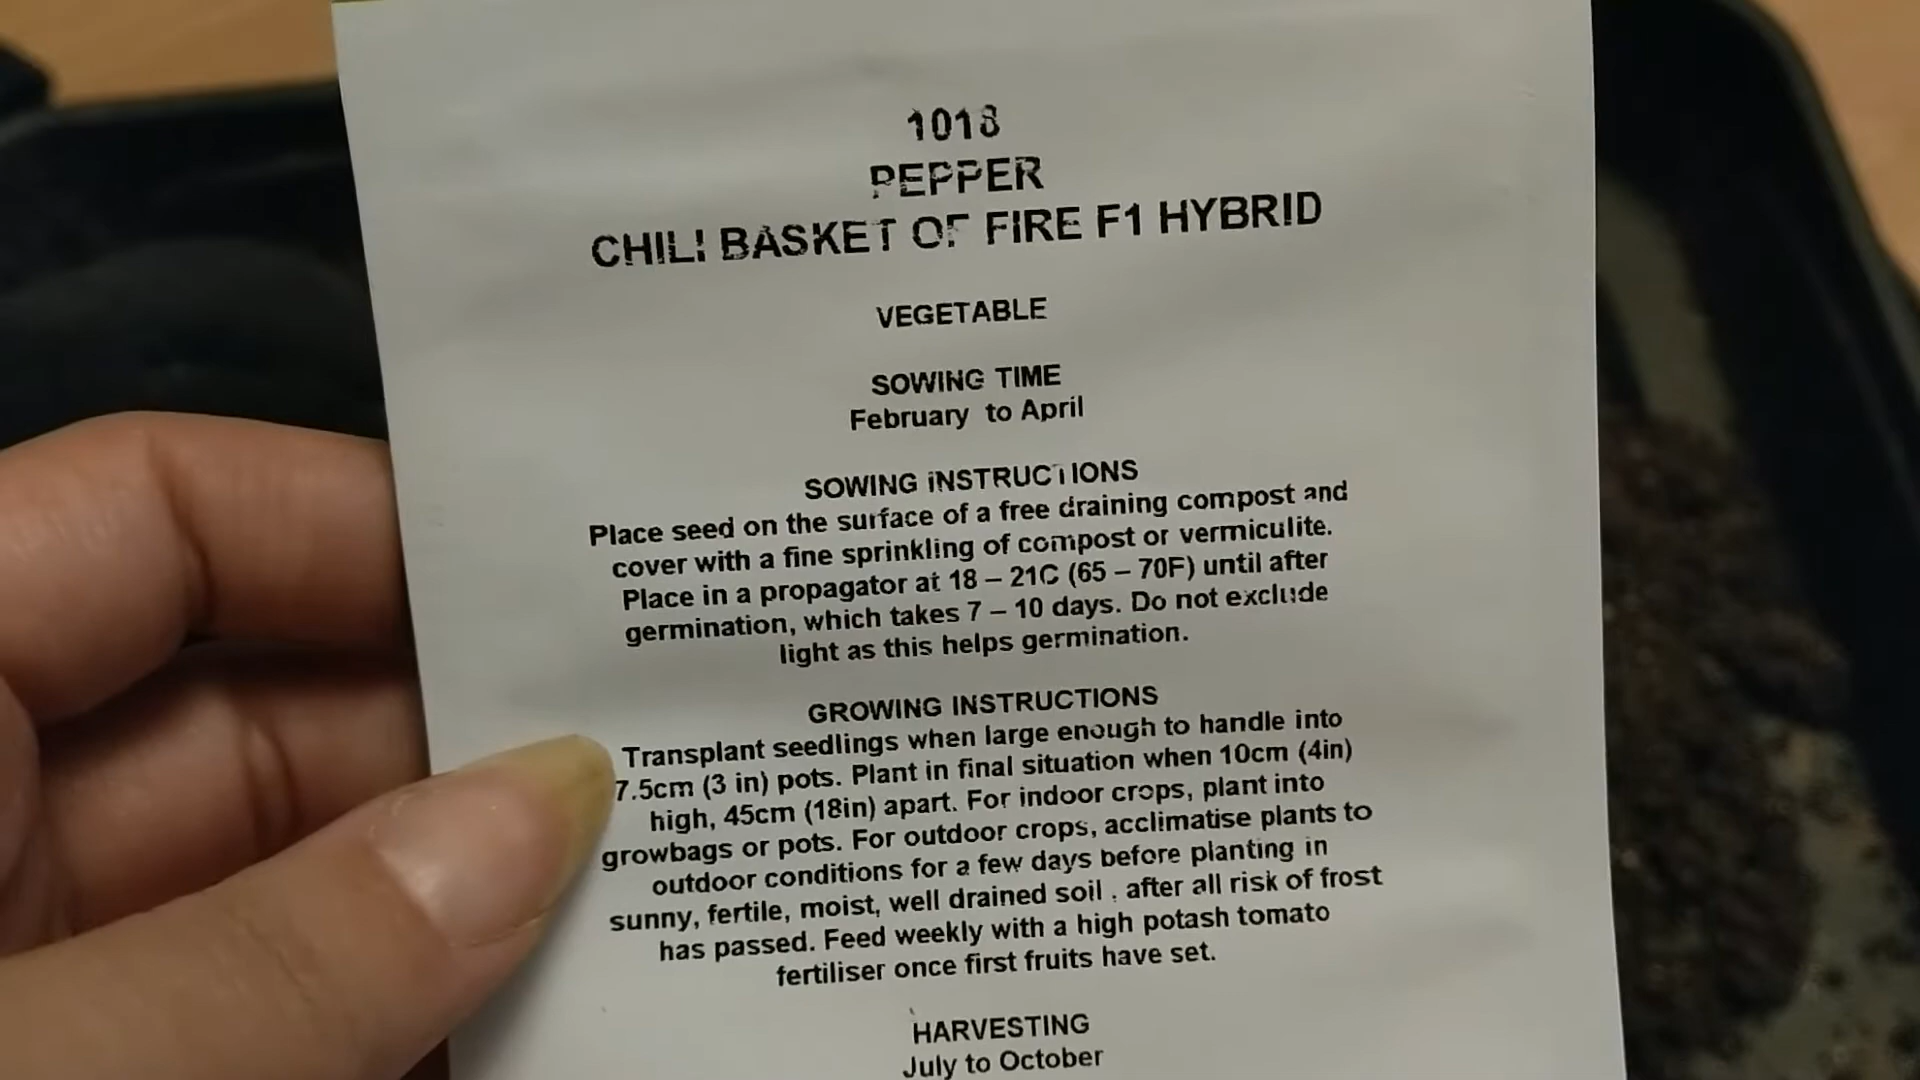 1018
PEPPER
CHILI BASKET OF FIRE F1 HYBRID
VEGETABLE
SOWING TIME
February to April
SOWING INSTRUCTIONS
Place seed on the surface of a free draining compost and
cover with a fine sprinkling of compost or vermiculite.
Place in a propagator at 18 – 21C (65 – 70F) until after
germination, which takes 7 – 10 days. Do not exclude
light as this helps germination.
GROWING INSTRUCTIONS
Transplant seedlings when large enough to handle into
7.5cm (3 in) pots. Plant in final situation when 10cm (4in)
high, 45cm (18in) apart. For indoor crops, plant into
growbags or pots. For outdoor crops, acclimatise plants to
outdoor conditions for a few days before planting in
sunny, fertile, moist, well drained soil , after all risk of frost
has passed. Feed weekly with a high potash tomato
fertiliser once first fruits have set.
HARVESTING
July to October